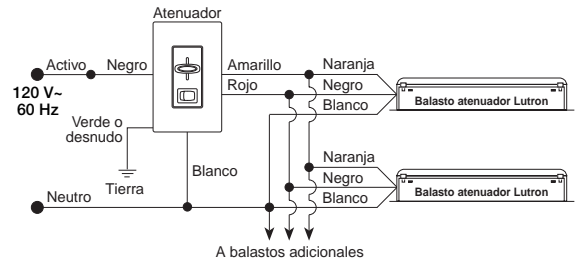 Atenuador
Activo
Negro
Amarillo
Naranja
Rojo
Negro
Blanco
Balasto atenuador Lutron
120 V~
60 Hz
Verde o
desnudo
Tierra
Blanco
Naranja
Negro
Blanco
Balasto atenuador Lutron
Neutro
A balastos adicionales